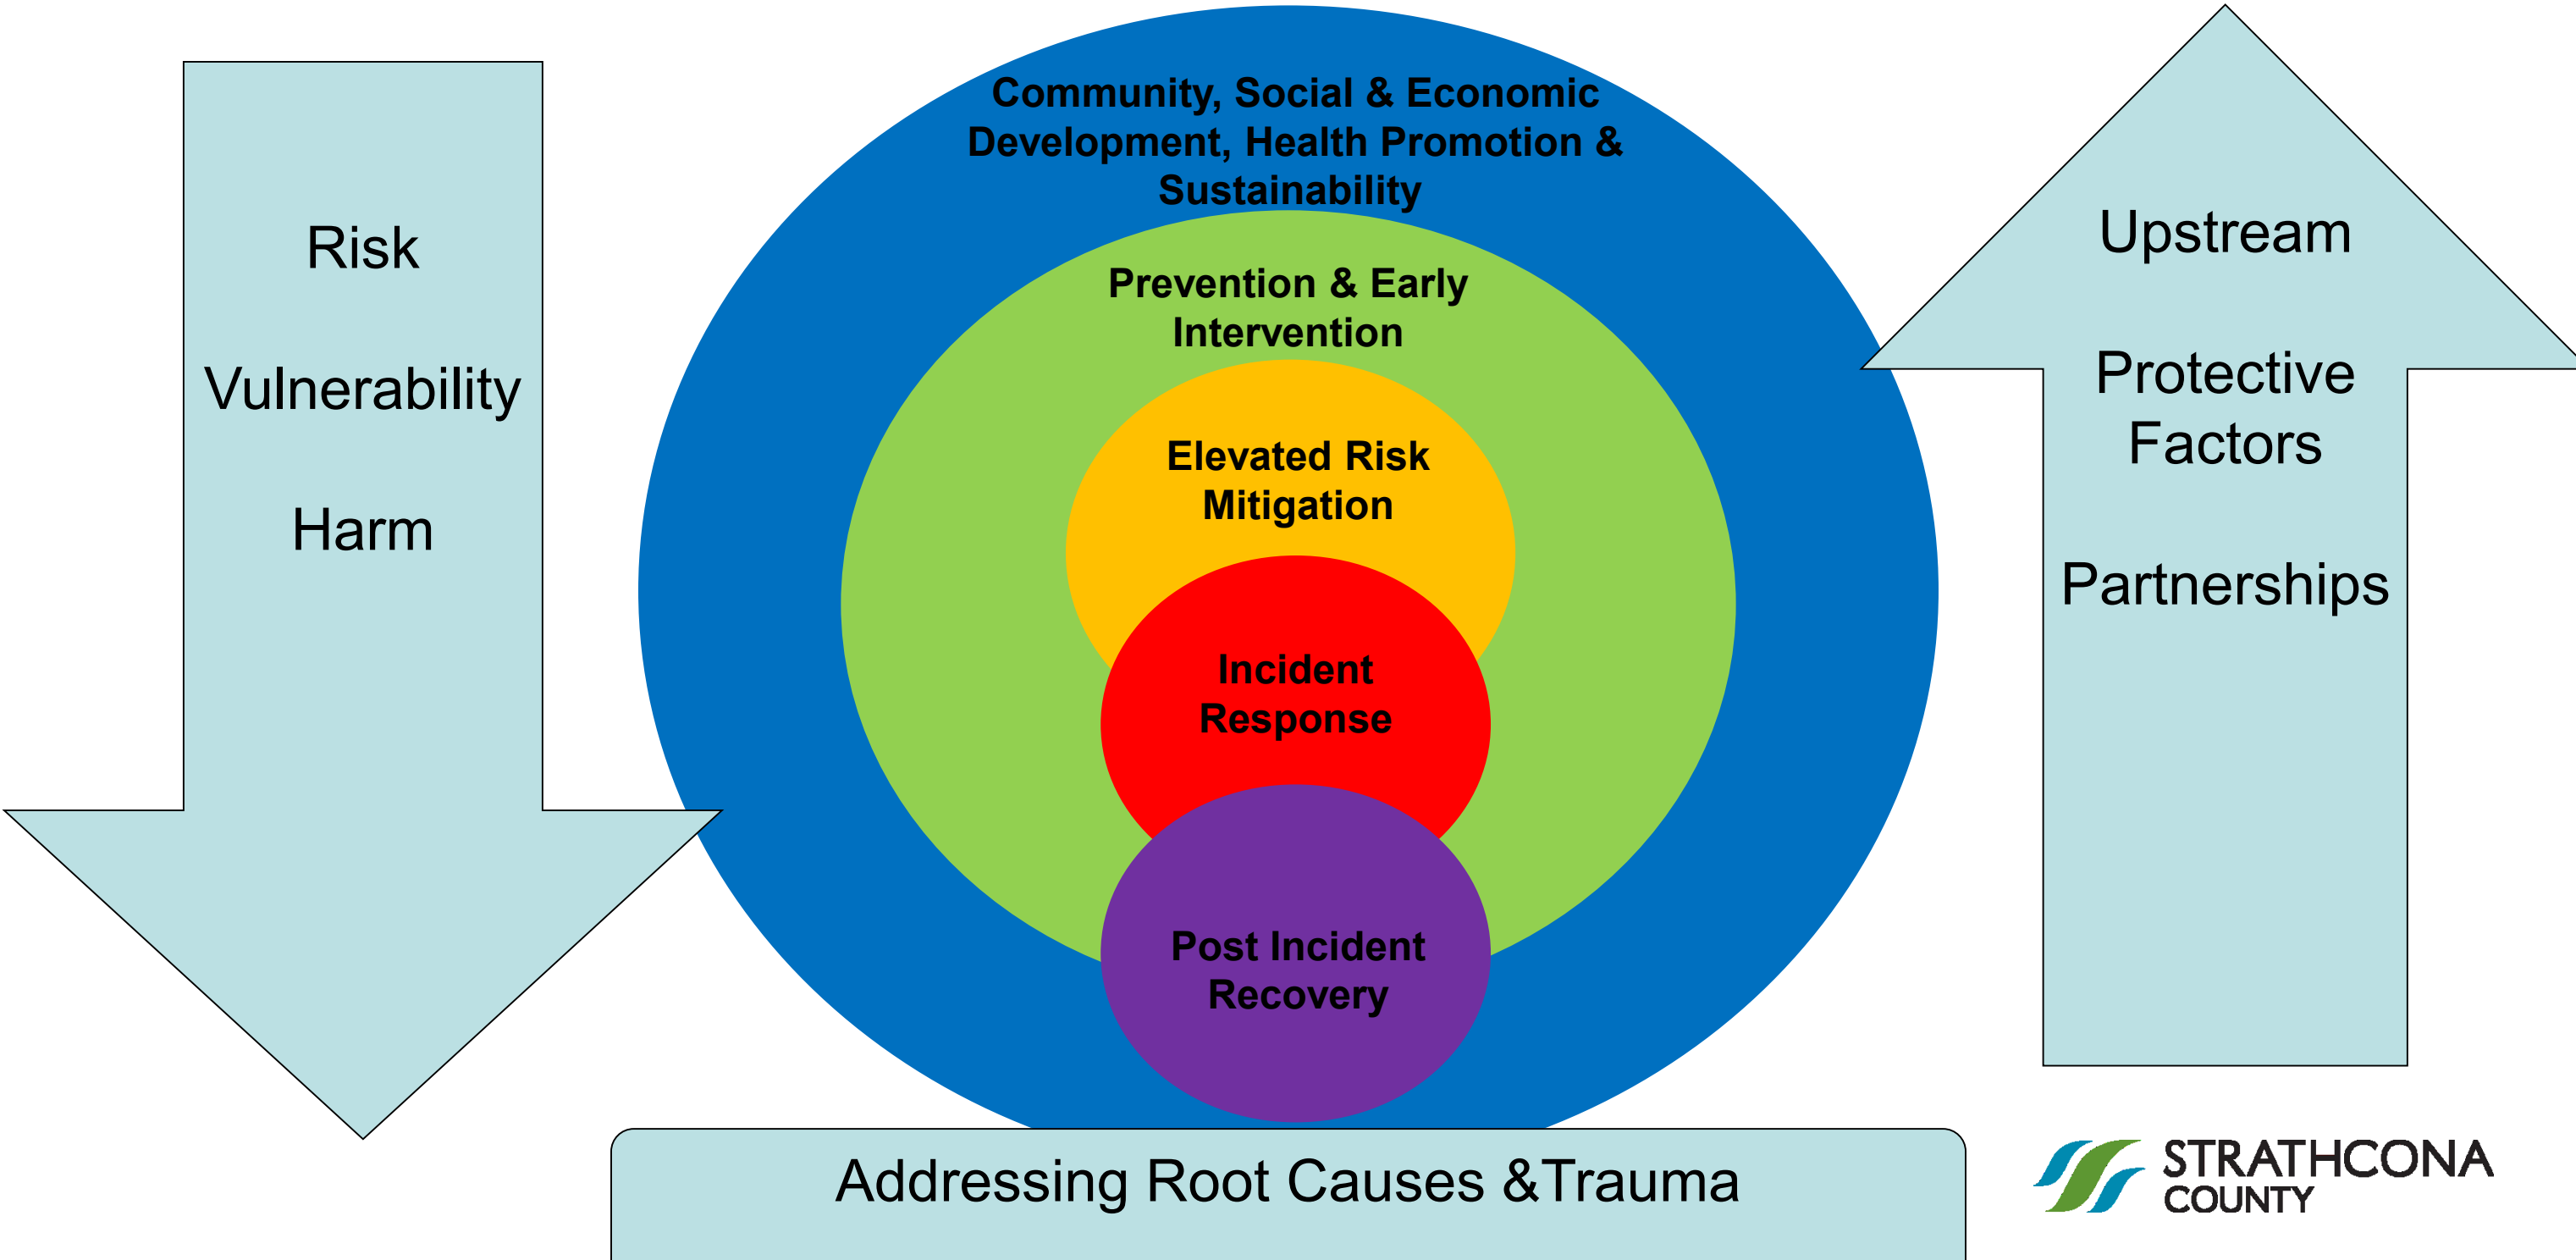 Risk
Vulnerability
Harm
Community, Social & Economic
Development, Health Promotion &
Sustainability
Prevention & Early
Intervention
Elevated Risk
Mitigation
Incident
Response
Post Incident
Recovery
Upstream
Protective
Factors
Partnerships
Addressing Root Causes &Trauma
STRATHCONA
COUNTY